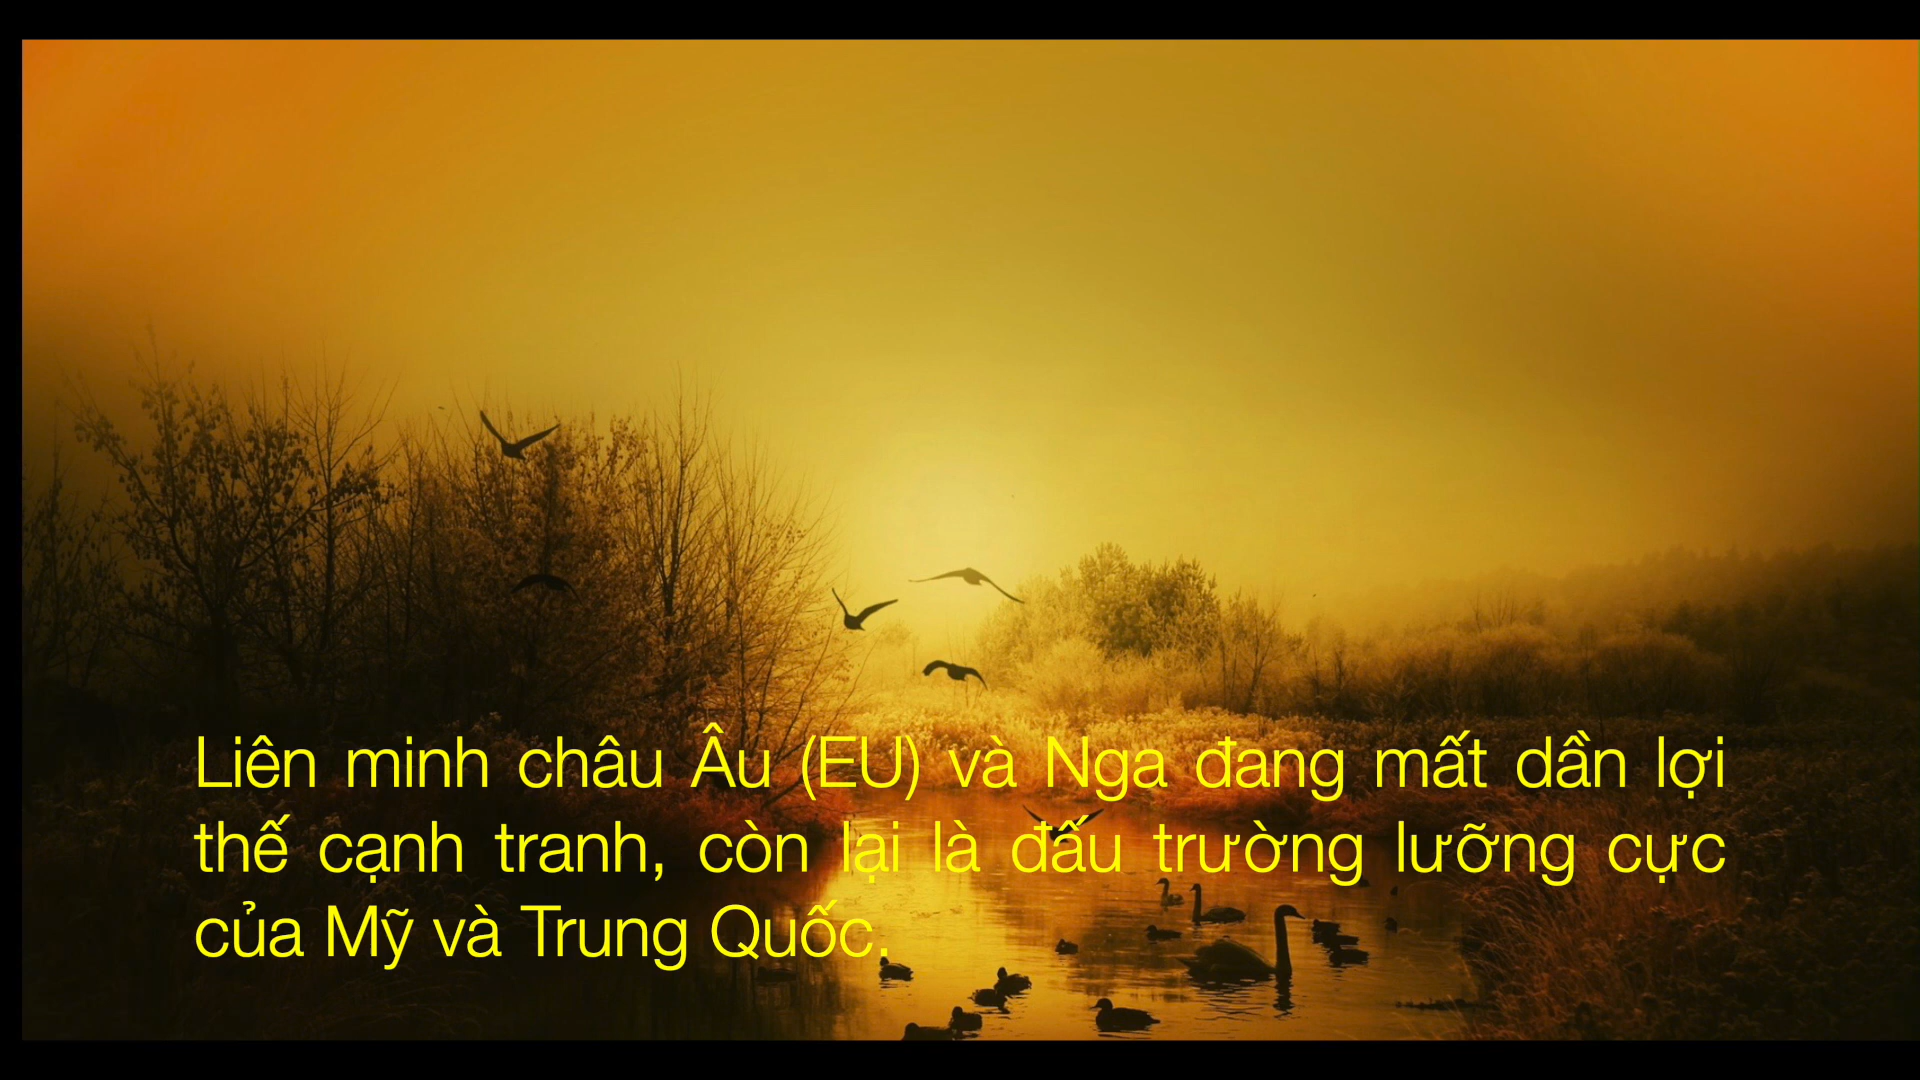 Liên minh châu Âu (EU) và Nga đang mất dần lợi
thế cạnh tranh, còn lại là đấu trường lưỡng cực
của Mỹ và Trung Quốc.